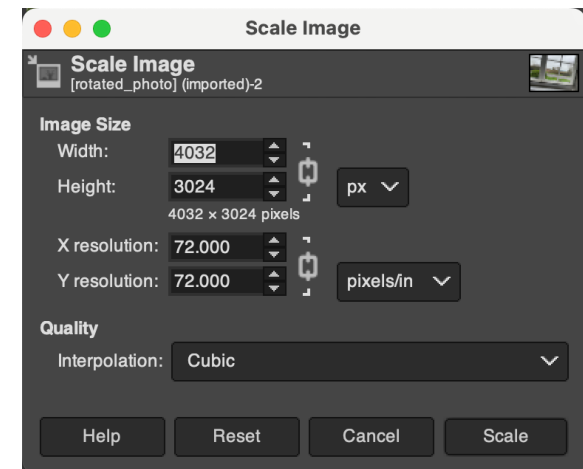 Scale Image
Scale Image
[rotated_photo] (imported)-2
Image Size
Width: 4032
Height: 3024 px
4032 × 3024 pixels
X resolution: 72.000
Y resolution: 72.000 pixels/in
Quality
Interpolation: Cubic
Help Reset Cancel Scale